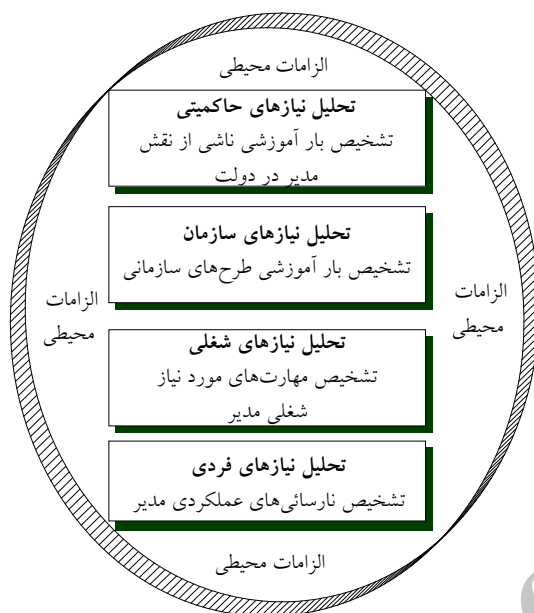 الزامات محیطی
تحلیل نیازهای حاکمیتی
تشخیص بار آموزشی ناشی از نقش
مدیر در دولت
تحلیل نیازهای سازمان
تشخیص بار آموزشی طرح‌های سازمانی
الزامات
محیطی
الزامات
محیطی
تحلیل نیازهای شغلی
تشخیص مهارت‌های مورد نیاز
شغلی مدیر
تحلیل نیازهای فردی
تشخیص نارسائی‌های عملکردی مدیر
الزامات محیطی